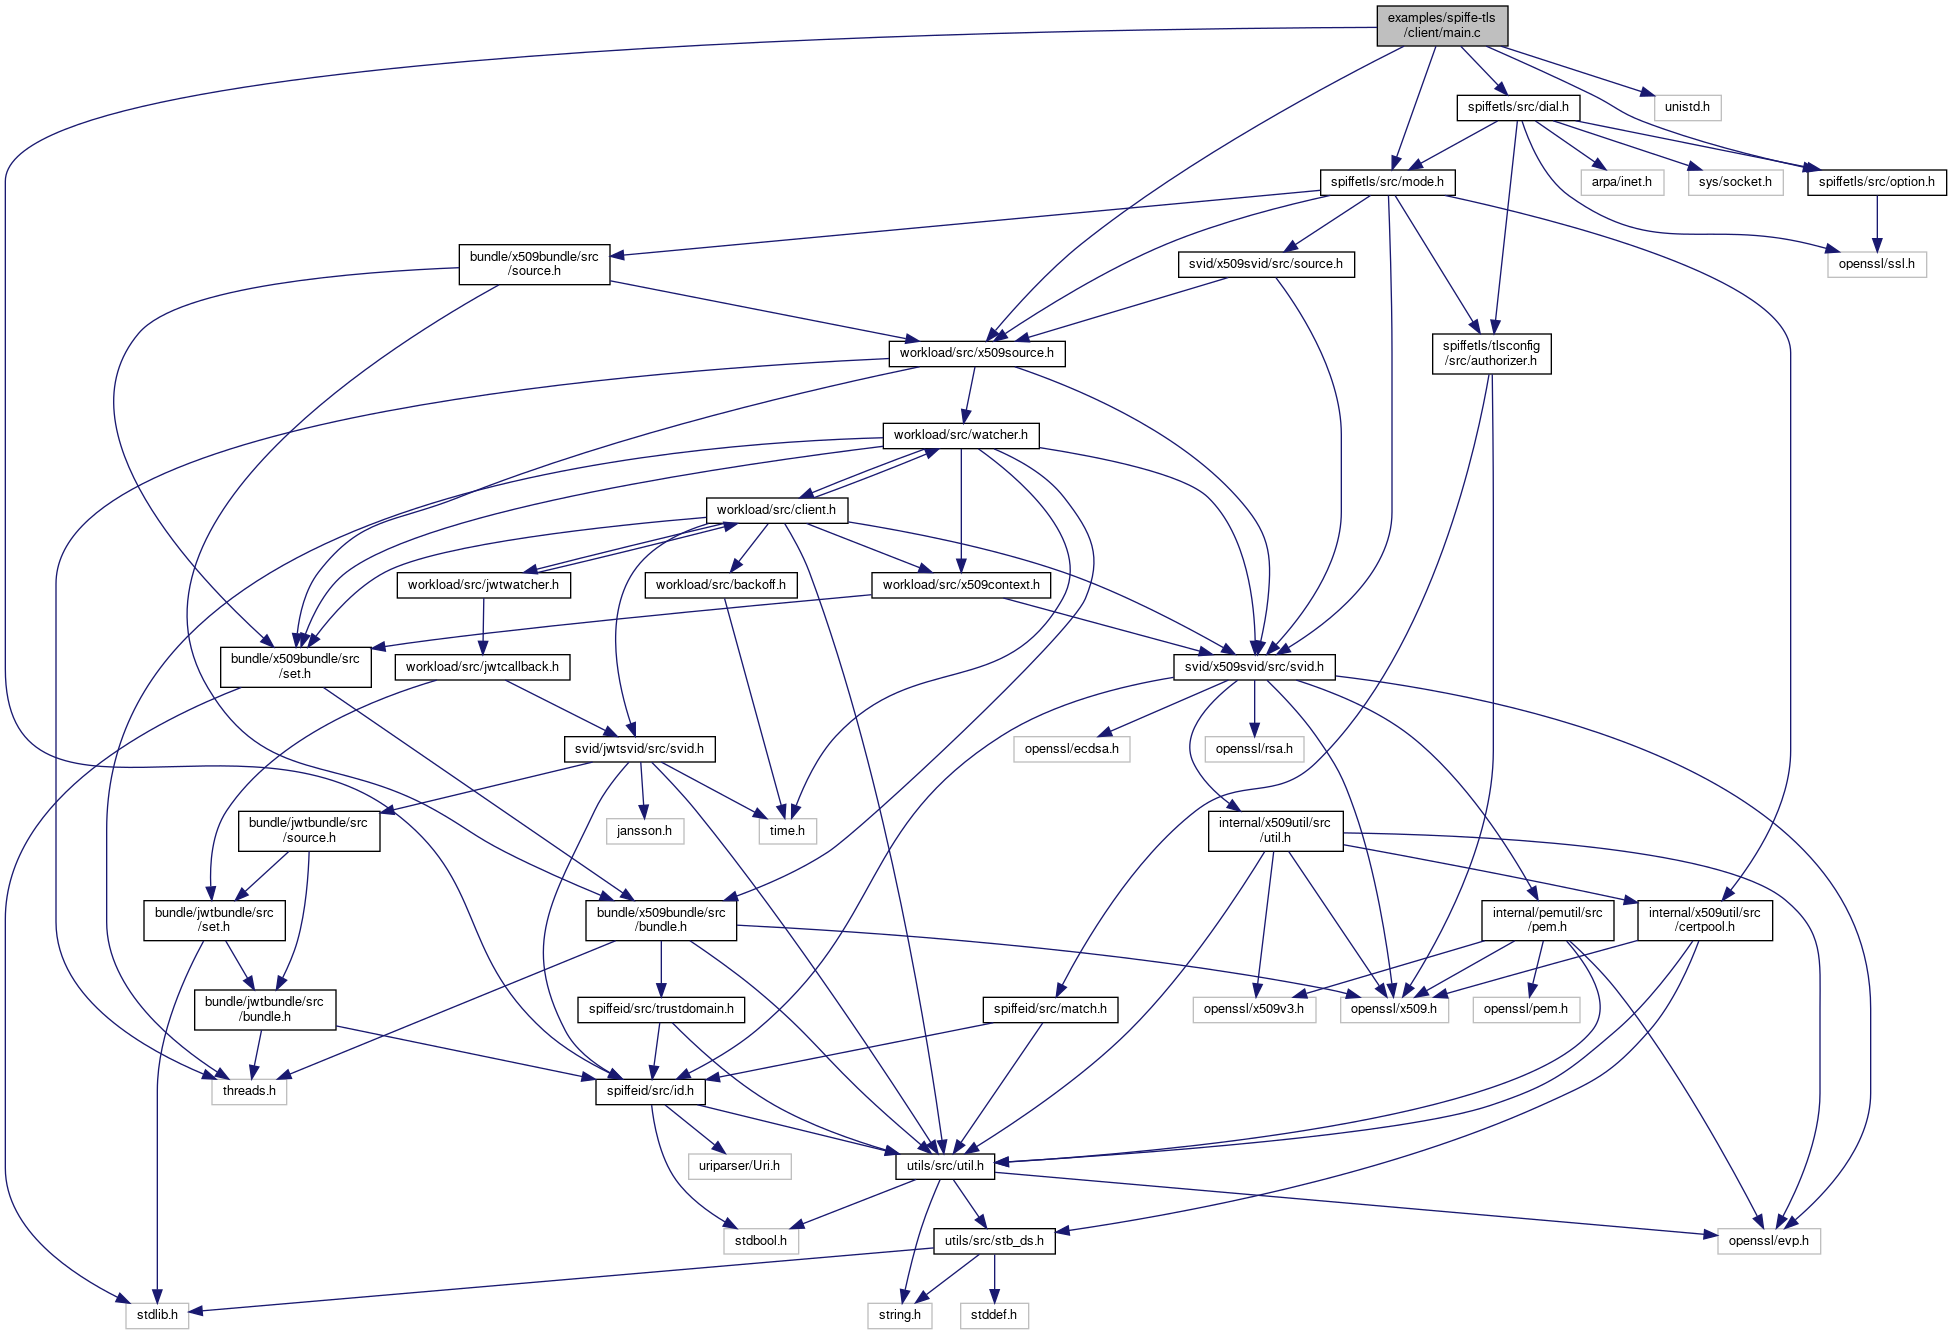 examples/spiffe-tls
/client/main.c
spiffetls/src/dial.h
unistd.h
spiffetls/src/mode.h
arpa/inet.h
sys/socket.h
spiffetls/src/option.h
bundle/x509bundle/src
/source.h
svid/x509svid/src/source.h
openssl/ssl.h
workload/src/x509source.h
spiffetls/tlsconfig
/src/authorizer.h
workload/src/watcher.h
workload/src/client.h
workload/src/jwtwatcher.h
workload/src/backoff.h
workload/src/x509context.h
bundle/x509bundle/src
/set.h
workload/src/jwtcallback.h
svid/x509svid/src/svid.h
svid/jwtsvid/src/svid.h
openssl/ecdsa.h
openssl/rsa.h
bundle/jwtbundle/src
/source.h
jansson.h
time.h
internal/x509util/src
/util.h
bundle/jwtbundle/src
/set.h
bundle/x509bundle/src
/bundle.h
internal/pemutil/src
/pem.h
internal/x509util/src
/certpool.h
bundle/jwtbundle/src
/bundle.h
spiffeid/src/trustdomain.h
spiffeid/src/match.h
openssl/x509v3.h
openssl/x509.h
openssl/pem.h
threads.h
spiffeid/src/id.h
uriparser/Uri.h
utils/src/util.h
stdbool.h
utils/src/stb_ds.h
openssl/evp.h
stdlib.h
string.h
stddef.h